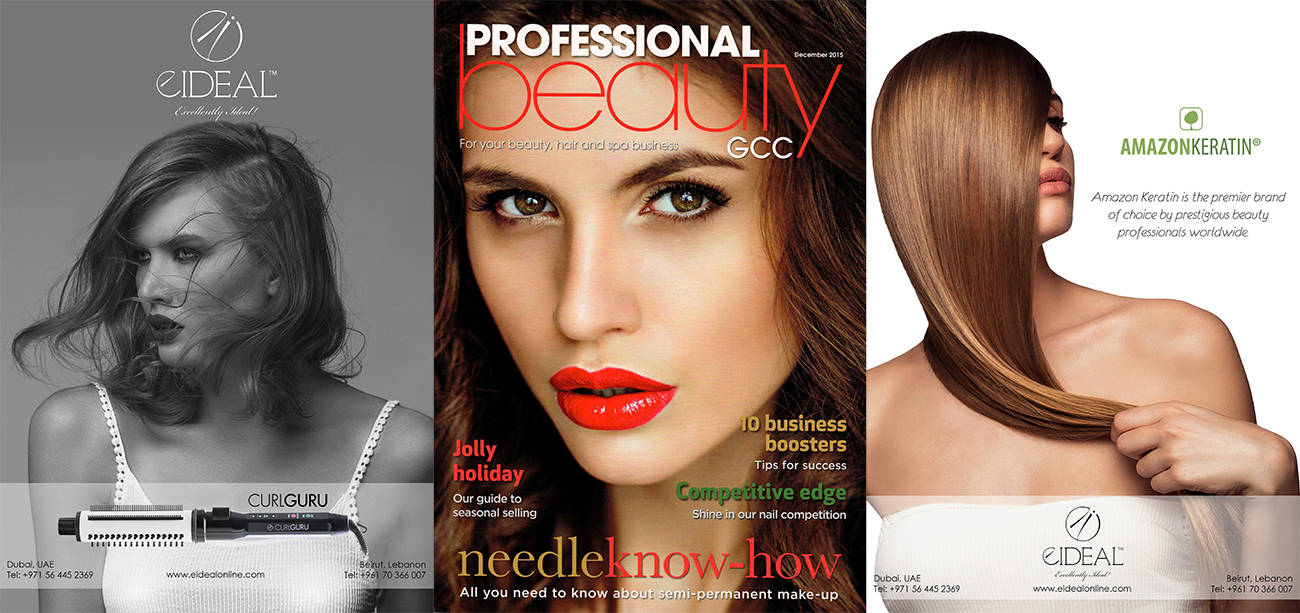 eIDEAL™
Excellently Ideal!
CURLGURU
CURLGURU
Dubai, UAE
Tel: +971 56 445 2369
www.eidealonline.com
Beirut, Lebanon
Tel: +961 70 366 007
PROFESSIONAL
beauty
December 2015
For your beauty, hair and spa business
GCC
Jolly
holiday
Our guide to
seasonal selling
10 business
boosters
Tips for success
Competitive edge
Shine in our nail competition
needleknow-how
All you need to know about semi-permanent make-up
AMAZONKERATIN®
Amazon Keratin is the premier brand
of choice by prestigious beauty
professionals worldwide.
eIDEAL™
Excellently Ideal!
Dubai, UAE
Tel: +971 56 445 2369
www.eidealonline.com
Beirut, Lebanon
Tel: +961 70 366 007